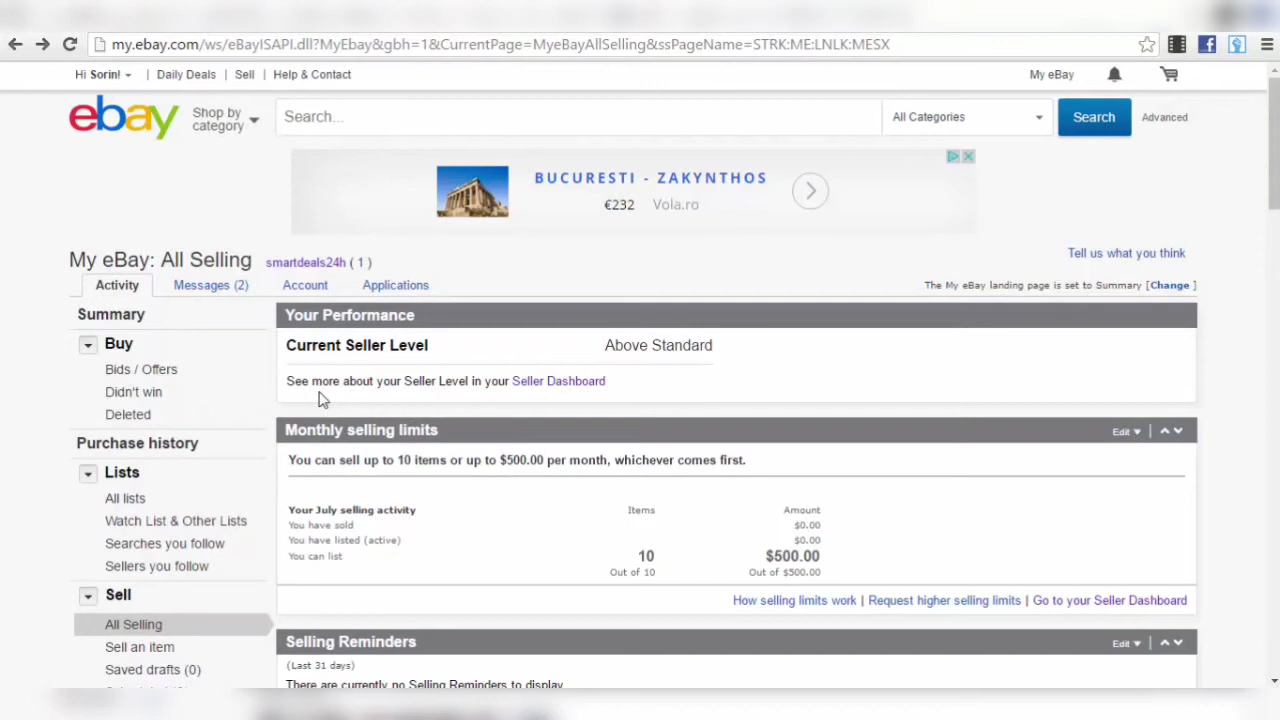 my.ebay.com/ws/eBayISAPI.dll?MyEbay&gbh=1&CurrentPage=MyeBayAllSelling&ssPageName=STRK:ME:LNLK:MESX
Hi Sorin! | Daily Deals | Sell | Help & Contact My eBay
ebay Shop by category Search... All Categories Search Advanced
BUCURESTI - ZAKYNTHOS
€232 Vola.ro
Tell us what you think
My eBay: All Selling smartdeals24h ( 1 )
Activity Messages (2) Account Applications The My eBay landing page is set to Summary [Change ]
Summary
Buy
Bids / Offers
Didn't win
Deleted
Purchase history
Lists
All lists
Watch List & Other Lists
Searches you follow
Sellers you follow
Sell
All Selling
Sell an item
Saved drafts (0)
Your Performance
Current Seller Level Above Standard
See more about your Seller Level in your Seller Dashboard
Monthly selling limits Edit |
You can sell up to 10 items or up to $500.00 per month, whichever comes first.
Your July selling activity Items Amount
You have sold $0.00
You have listed (active) $0.00
You can list 10 $500.00
Out of 10 Out of $500.00
How selling limits work | Request higher selling limits | Go to your Seller Dashboard
Selling Reminders Edit |
(Last 31 days)
There are currently no Selling Reminders to display